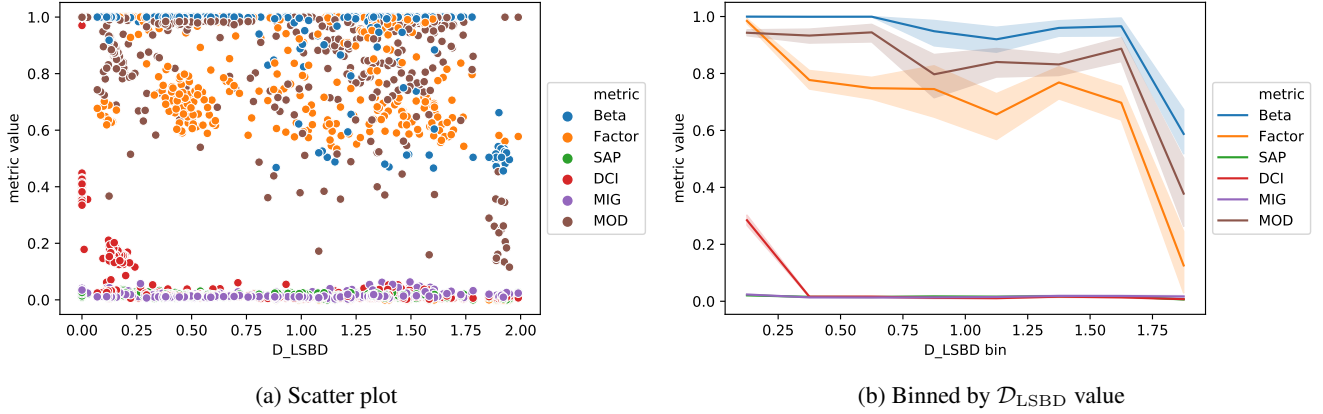 1.0
0.8
0.6
0.4
0.2
0.0
metric value
0.00 0.25 0.50 0.75 1.00 1.25 1.50 1.75 2.00
D_LSBD
metric
Beta
Factor
SAP
DCI
MIG
MOD
(a) Scatter plot
1.0
0.8
0.6
0.4
0.2
0.0
metric value
0.25 0.50 0.75 1.00 1.25 1.50 1.75
D_LSBD bin
metric
Beta
Factor
SAP
DCI
MIG
MOD
(b) Binned by 𝒟LSBD value